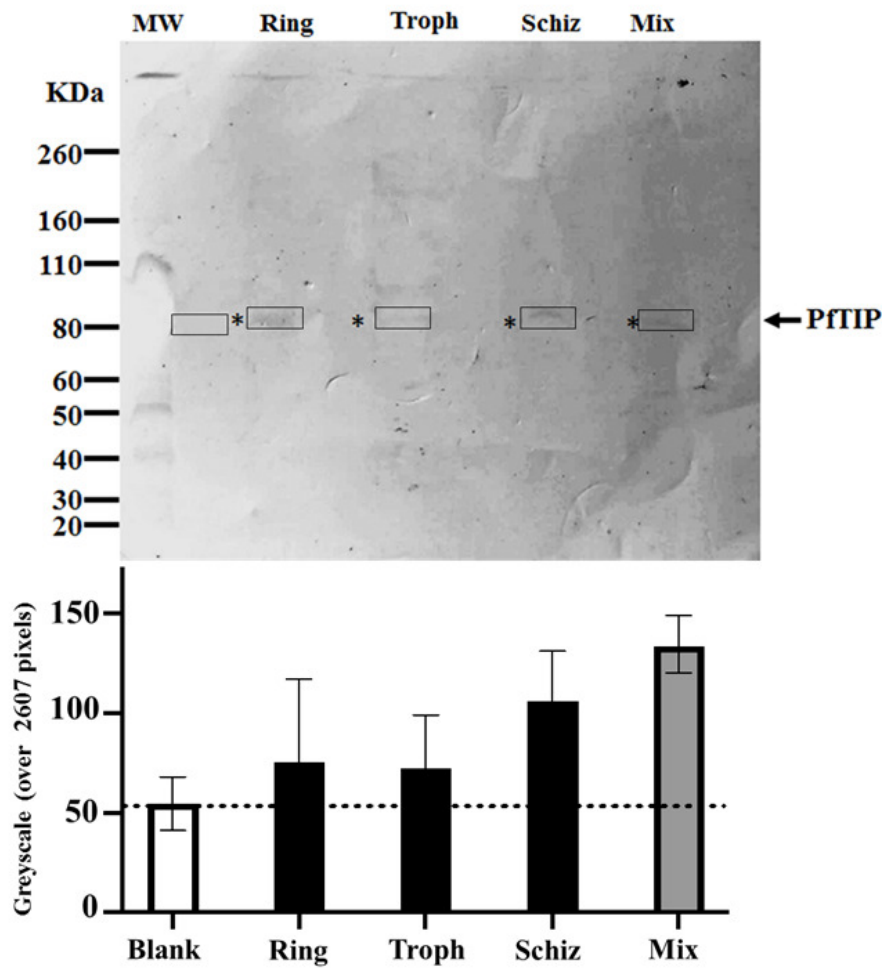 MW Ring Troph Schiz Mix
KDa
260
160
110
80
60
50
40
30
20
* * * *
PfTIP
Greyscale (over 2607 pixels)
150
100
50
0
Blank Ring Troph Schiz Mix